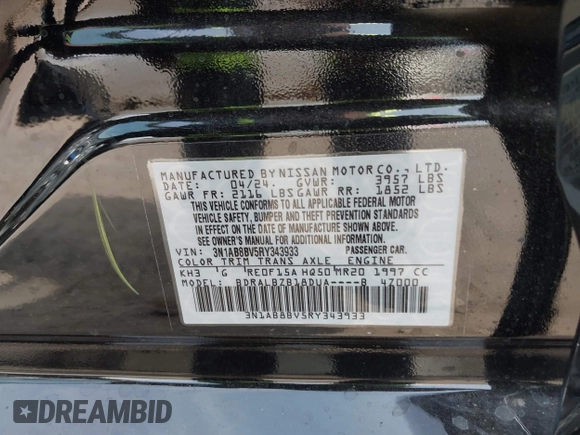 MANUFACTURED BY NISSAN MOTOR CO., LTD.
DATE: 04/24 GVWR: 3957 LBS
GAWR FR: 2116 LBS GAWR RR: 1852 LBS
THIS VEHICLE CONFORMS TO ALL APPLICABLE FEDERAL MOTOR
VEHICLE SAFETY, BUMPER AND THEFT PREVENTION STANDARDS
IN EFFECT ON THE DATE OF MANUFACTURE SHOWN ABOVE.
SEE OWNER'S MANUAL FOR ADDITIONAL INFORMATION.
VIN: 3N1AB8BV5RY343933 PASSENGER CAR.
COLOR TRIM TRANS AXLE ENGINE
KH3 G RE0F15A HQ50 MR20 1997 CC
MODEL: BDRALBZB18DUA----B 47000
3N1AB8BV5RY343933
DREAMBID